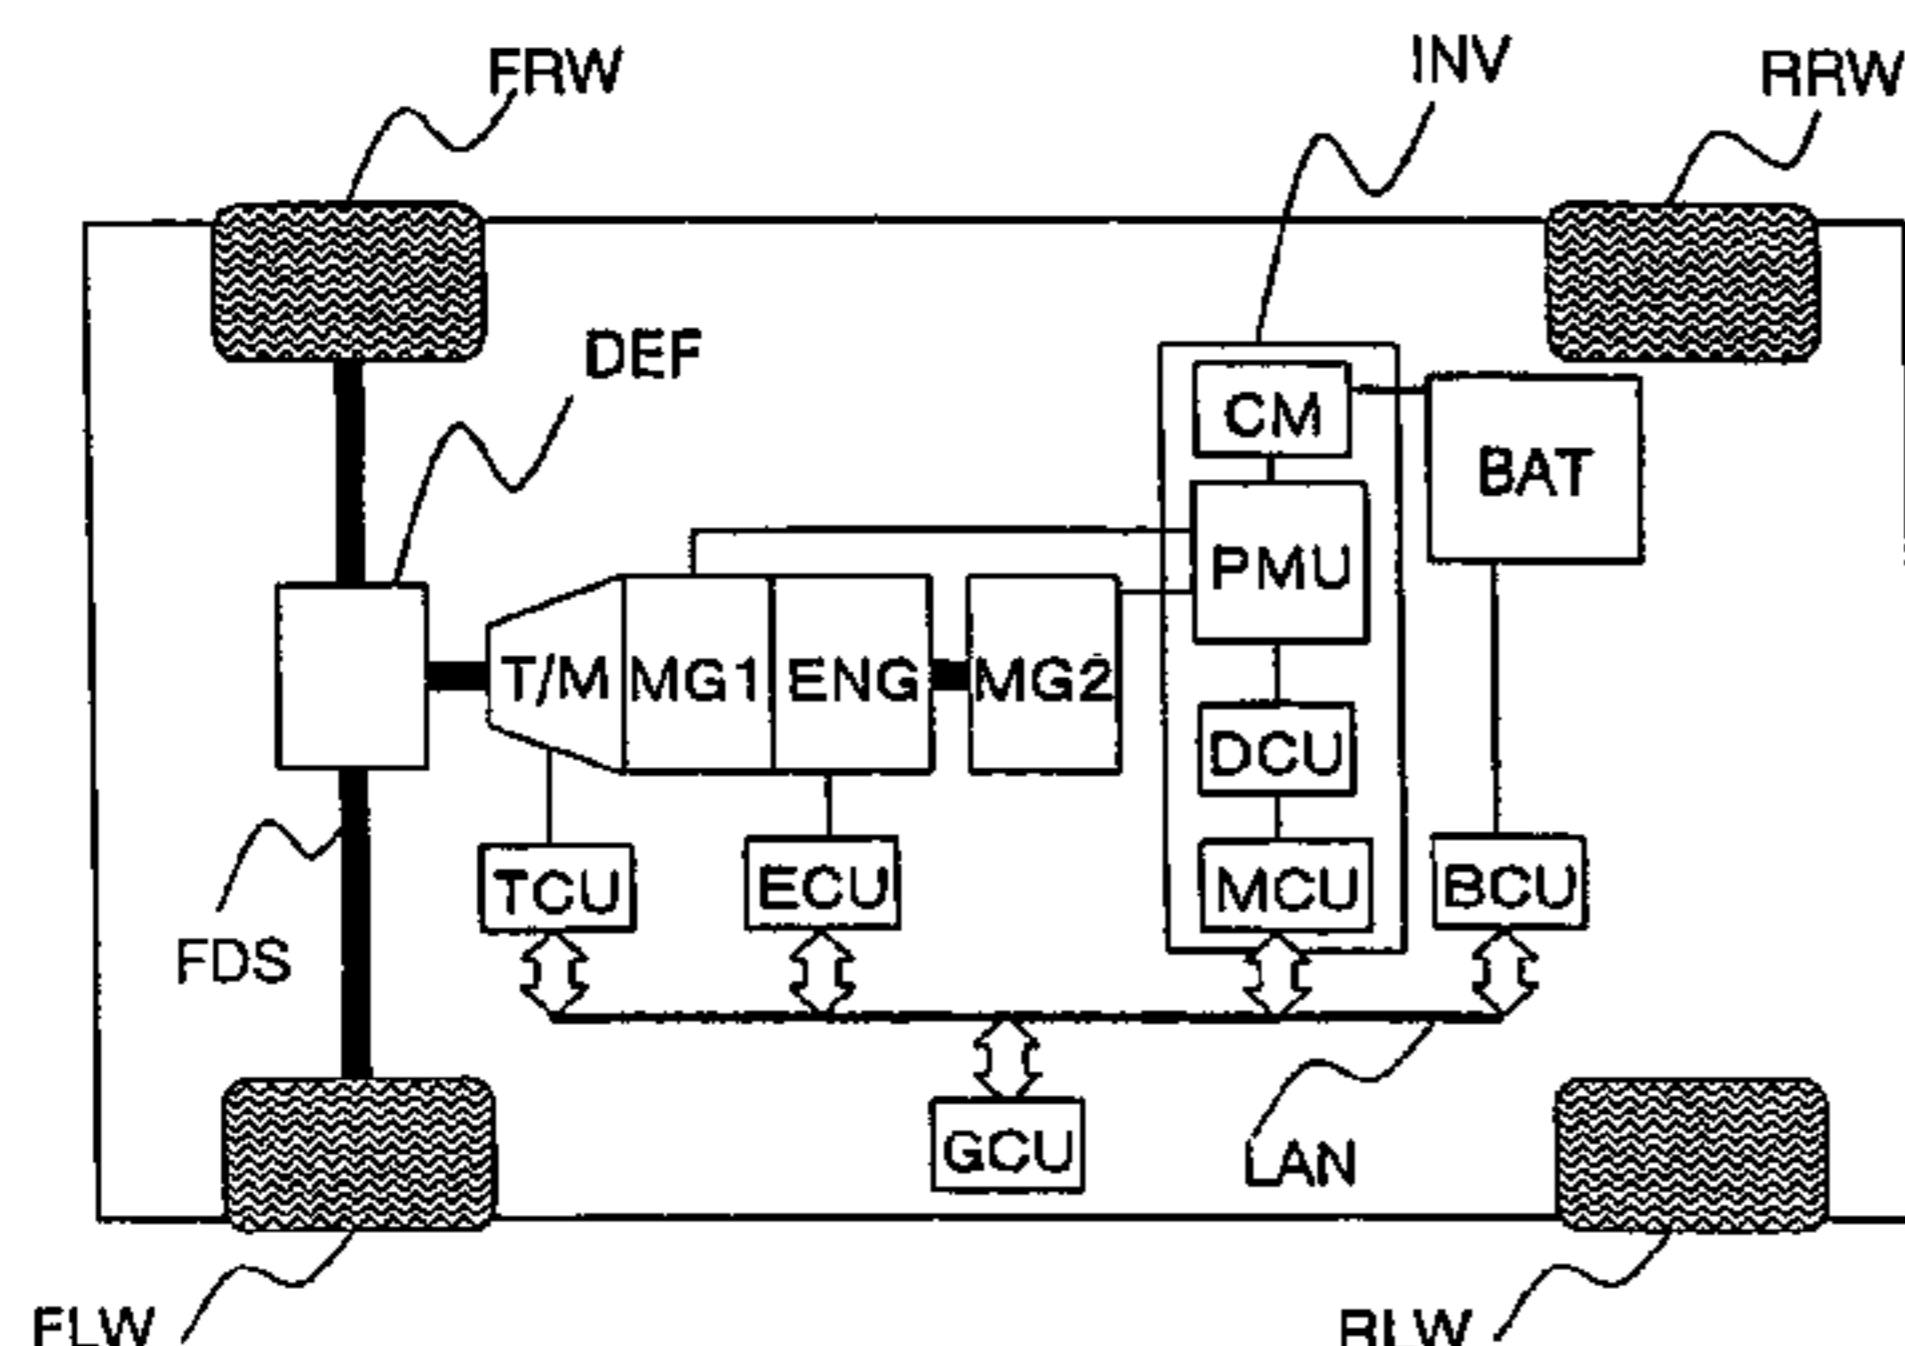 FRW
INV
RRW
DEF
CM
BAT
PMU
T/M
MG1
ENG
MG2
DCU
TCU
ECU
MCU
BCU
FDS
GCU
LAN
FLW
RLW